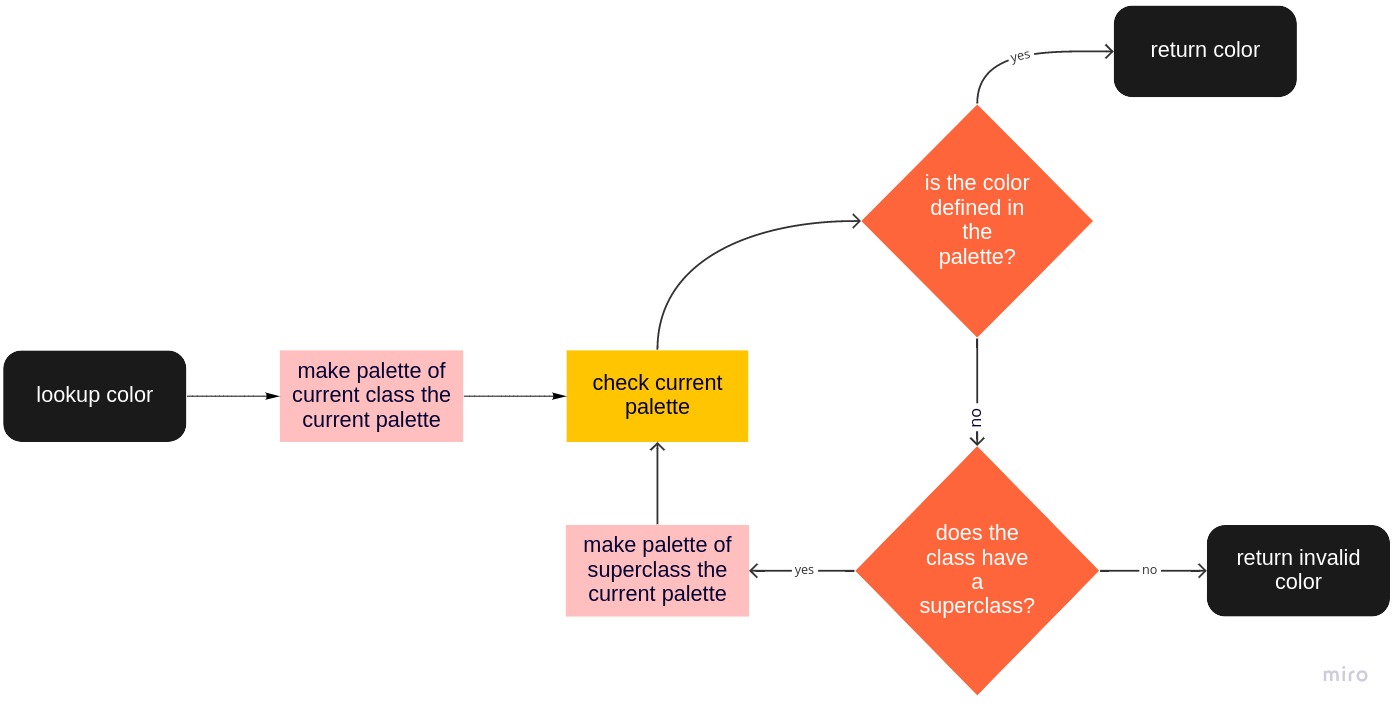 yes
return color
is the color
defined in
the
palette?
lookup color
make palette of
current class the
current palette
check current
palette
no
make palette of
superclass the
current palette
yes
does the
class have
a
superclass?
no
return invalid
color
miro